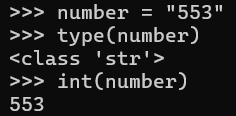 >>> number = "553"
>>> type(number)
<class 'str'>
>>> int(number)
553